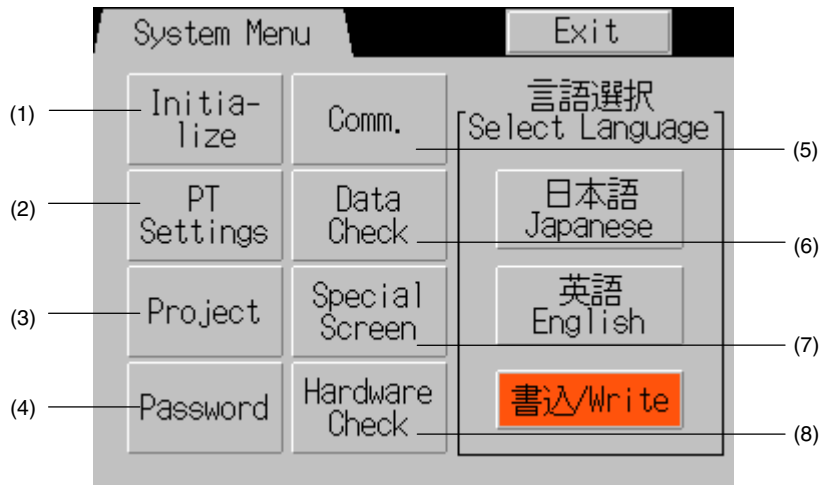 System Menu
Exit
(1)
Initia-
lize
Comm.
(5)
(2)
PT
Settings
Data
Check
(6)
(3)
Project
Special
Screen
(7)
(4)
Password
Hardware
Check
(8)
言語選択
Select Language
日本語
Japanese
英語
English
書込/Write